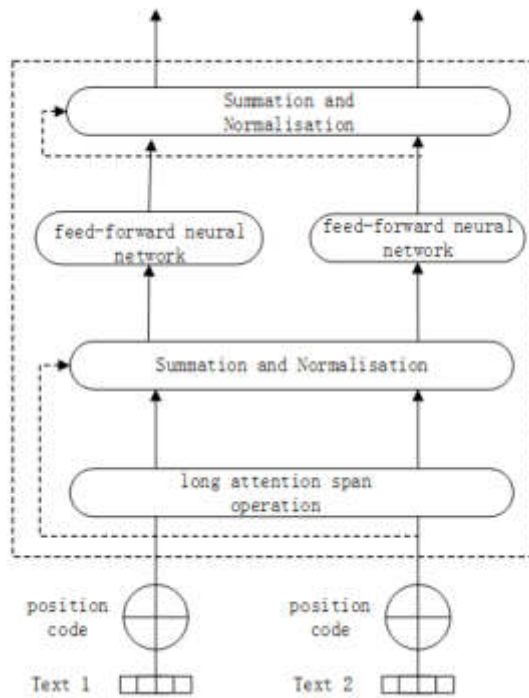 Summation and
Normalisation
feed-forward neural
network
feed-forward neural
network
Summation and Normalisation
long attention span
operation
position
code
position
code
Text 1
Text 2